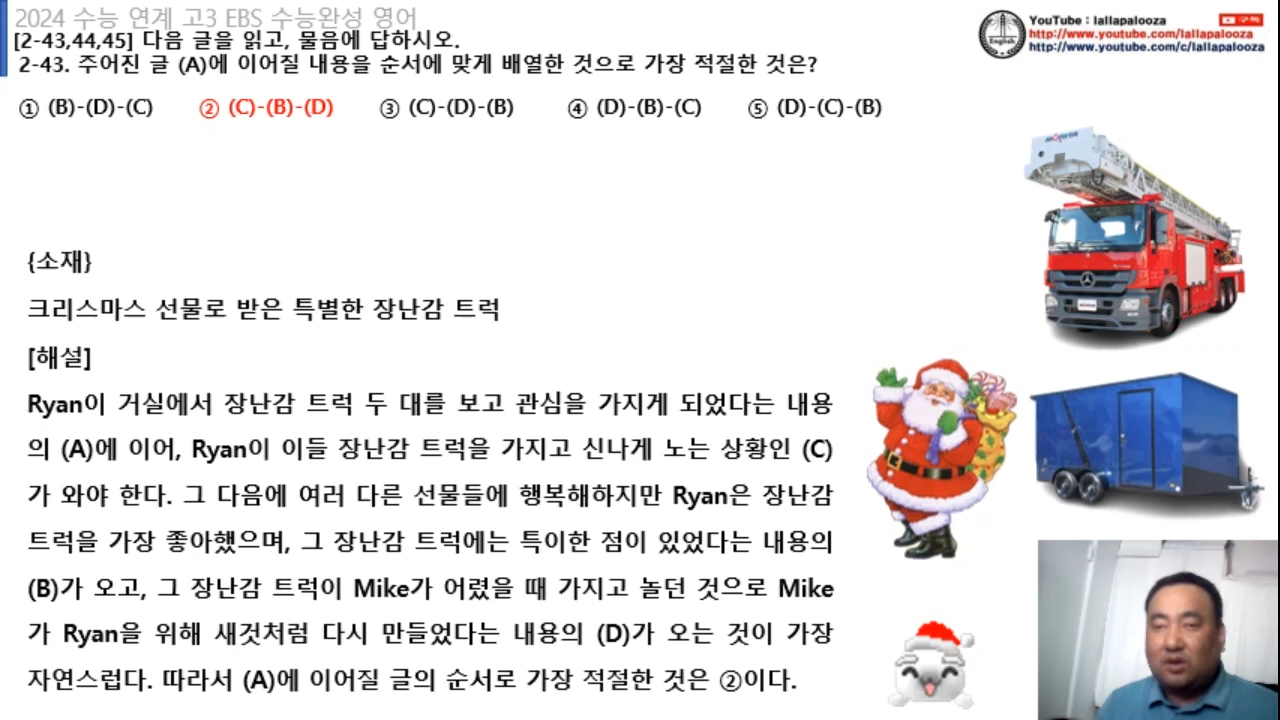 2024 수능 연계 고3 EBS 수능완성 영어
[2-43,44,45] 다음 글을 읽고, 물음에 답하시오.
2-43. 주어진 글 (A)에 이어질 내용을 순서에 맞게 배열한 것으로 가장 적절한 것은?
① (B)-(D)-(C) ② (C)-(B)-(D) ③ (C)-(D)-(B) ④ (D)-(B)-(C) ⑤ (D)-(C)-(B)
YouTube : lallapalooza
http://www.youtube.com/lallapalooza
http://www.youtube.com/c/lallapalooza
구독
English
{소재}
크리스마스 선물로 받은 특별한 장난감 트럭
[해설]
Ryan이 거실에서 장난감 트럭 두 대를 보고 관심을 가지게 되었다는 내용
의 (A)에 이어, Ryan이 이들 장난감 트럭을 가지고 신나게 노는 상황인 (C)
가 와야 한다. 그 다음에 여러 다른 선물들에 행복해하지만 Ryan은 장난감
트럭을 가장 좋아했으며, 그 장난감 트럭에는 특이한 점이 있었다는 내용의
(B)가 오고, 그 장난감 트럭이 Mike가 어렸을 때 가지고 놀던 것으로 Mike
가 Ryan을 위해 새것처럼 다시 만들었다는 내용의 (D)가 오는 것이 가장
자연스럽다. 따라서 (A)에 이어질 글의 순서로 가장 적절한 것은 ②이다.